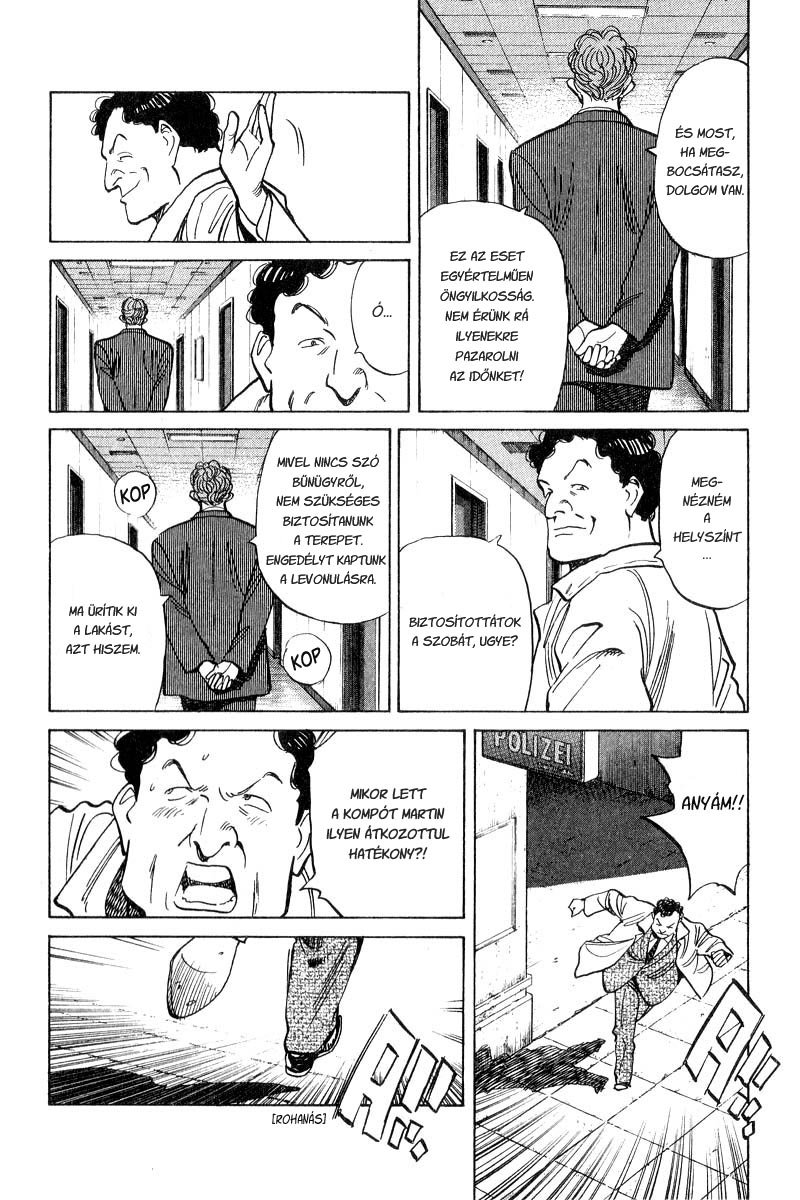 ÉS MOST,
HA MEG-
BOCSÁTASZ,
DOLGOM VAN.
EZ AZ ESET
EGYÉRTELMŰEN
ÖNGYILKOSSÁG.
NEM ÉRÜNK RÁ
ILYENEKRE
PAZAROLNI
AZ IDŐNKET!
Ó...
MEG-
NÉZNÉM
A
HELYSZÍNT
...
BIZTOSÍTOTTÁTOK
A SZOBÁT, UGYE?
MIVEL NINCS SZÓ
BŰNÜGYRŐL,
NEM SZÜKSÉGES
BIZTOSÍTANUNK
A TEREPET.
ENGEDÉLYT KAPTUNK
A LEVONULÁSRA.
KOP
MA ÜRÍTIK KI
A LAKÁST,
AZT HISZEM.
KOP
POLIZEI
ANYÁM!!
MIKOR LETT
A KOMPÓT MARTIN
ILYEN ÁTKOZOTTUL
HATÉKONY?!
[ROHANÁS]